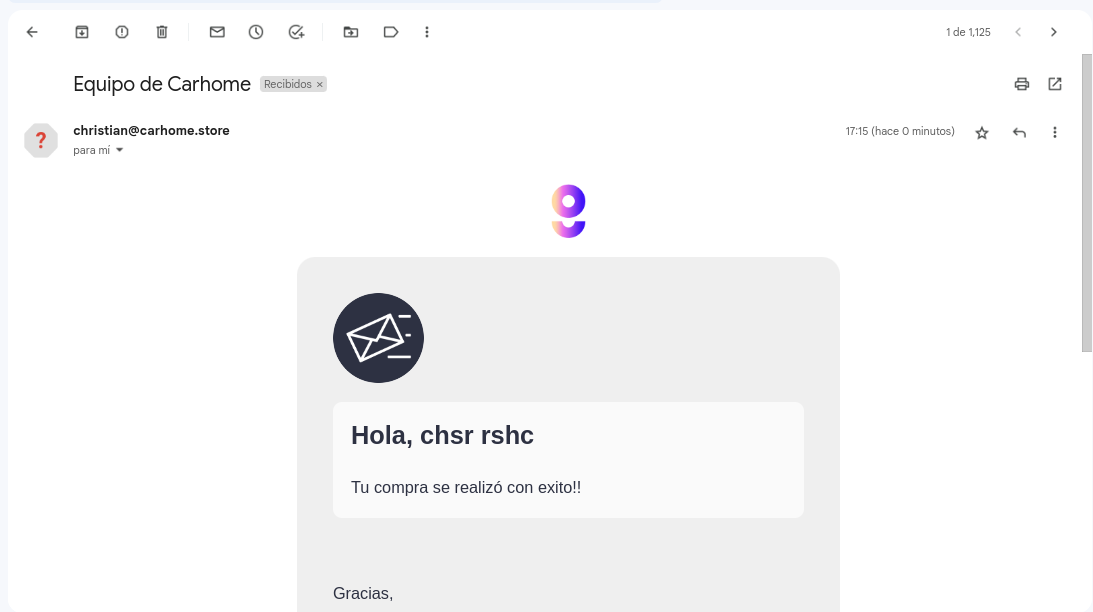 1 de 1,125
Equipo de Carhome Recibidos ×
christian@carhome.store 17:15 (hace 0 minutos)
para mí
Hola, chsr rshc
Tu compra se realizó con exito!!
Gracias,